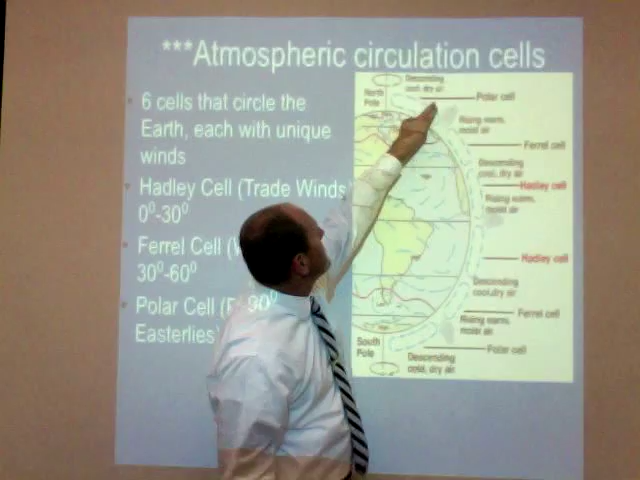 ***Atmospheric circulation cells
6 cells that circle the
Earth, each with unique
winds
Hadley Cell (Trade Winds)
0⁰-30⁰
Ferrel Cell (W
30⁰-60⁰
Polar Cell (P 90⁰
Easterlies)
Descending
cool, dry air
North
Pole
Polar cell
Rising warm,
moist air
Ferrel cell
Descending
cool, dry air
Hadley cell
Rising warm,
moist air
Hadley cell
Descending
cool, dry air
Ferrel cell
Rising warm,
moist air
Polar cell
South
Pole
Descending
cold, dry air